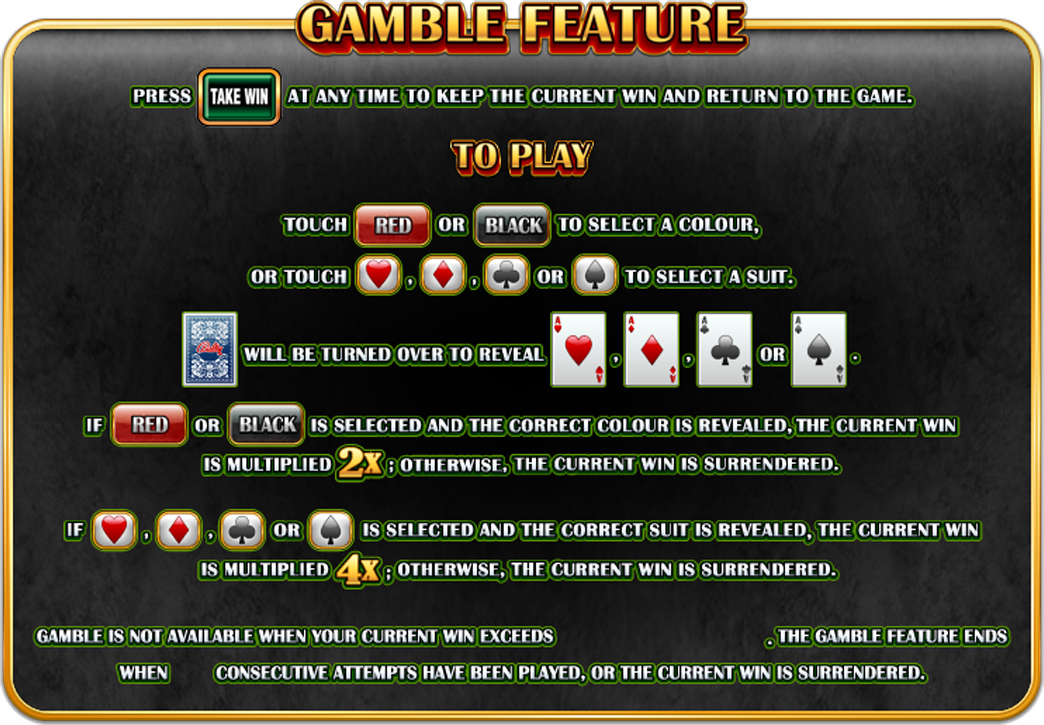 GAMBLE FEATURE
PRESS TAKE WIN AT ANY TIME TO KEEP THE CURRENT WIN AND RETURN TO THE GAME.
TO PLAY
TOUCH RED OR BLACK TO SELECT A COLOUR,
OR TOUCH , , OR TO SELECT A SUIT.
Bally WILL BE TURNED OVER TO REVEAL A A , A A , A A OR A A .
IF RED OR BLACK IS SELECTED AND THE CORRECT COLOUR IS REVEALED, THE CURRENT WIN
IS MULTIPLIED 2X ; OTHERWISE, THE CURRENT WIN IS SURRENDERED.
IF , , OR IS SELECTED AND THE CORRECT SUIT IS REVEALED, THE CURRENT WIN
IS MULTIPLIED 4X ; OTHERWISE, THE CURRENT WIN IS SURRENDERED.
GAMBLE IS NOT AVAILABLE WHEN YOUR CURRENT WIN EXCEEDS . THE GAMBLE FEATURE ENDS
WHEN CONSECUTIVE ATTEMPTS HAVE BEEN PLAYED, OR THE CURRENT WIN IS SURRENDERED.